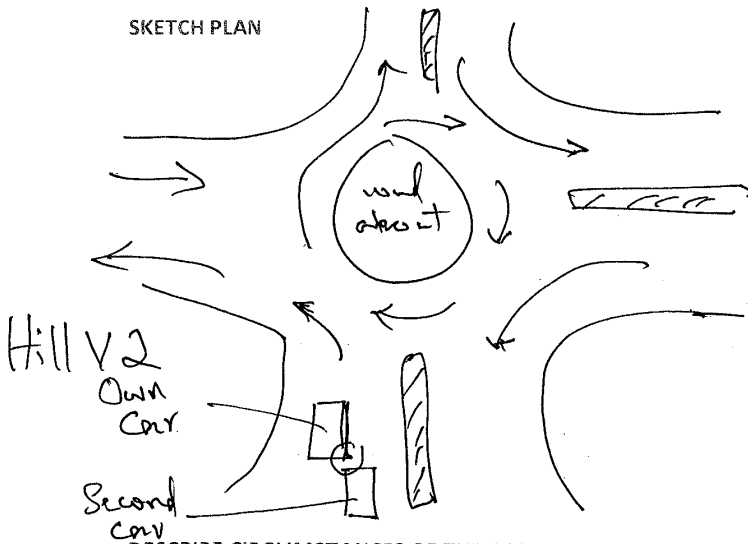 SKETCH PLAN
round
about
Hill V2
Own
Car
Second
Car